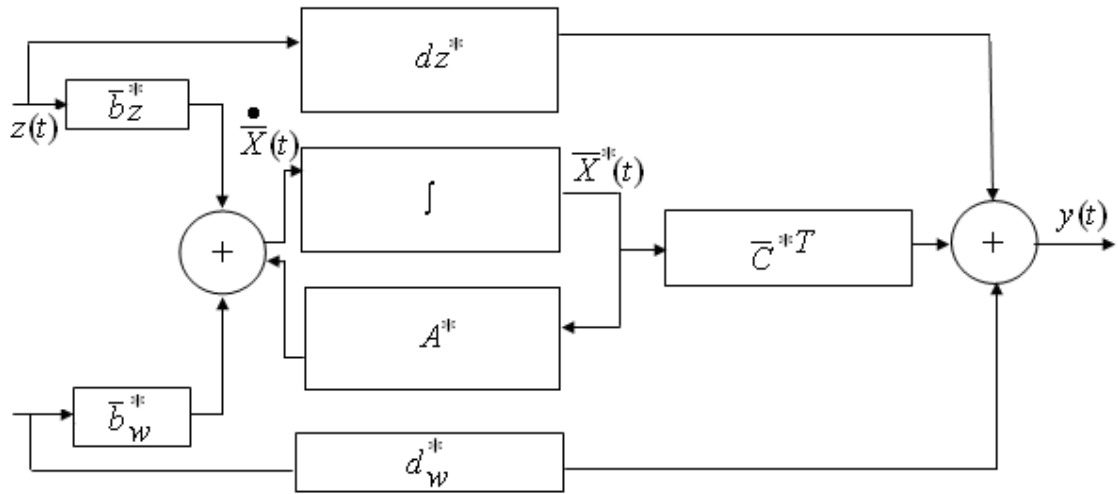 dz*
b̅z*
z(t)
Ẋ̅(t)
∫
X̅*(t)
C̅*T
y(t)
+
+
A*
b̅w*
dw*